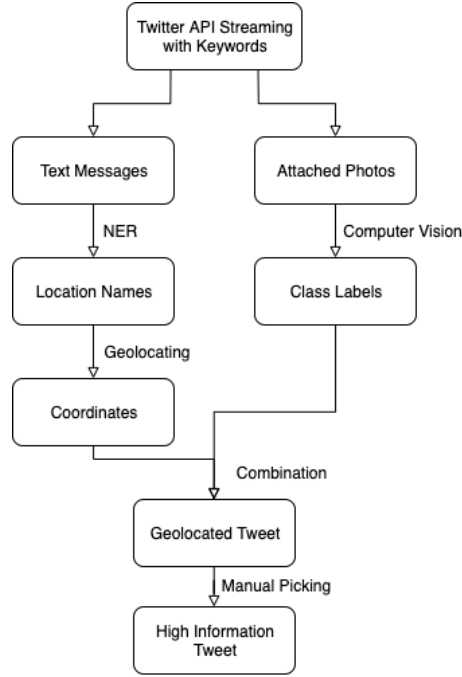 Twitter API Streaming
with Keywords
Text Messages
Attached Photos
NER
Computer Vision
Location Names
Class Labels
Geolocating
Coordinates
Combination
Geolocated Tweet
Manual Picking
High Information
Tweet